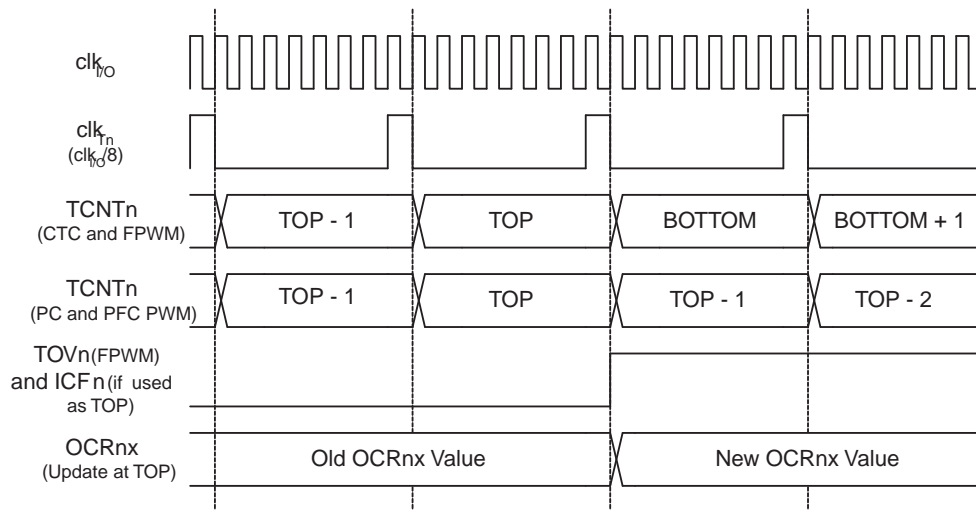 clkI/O
clkTn
(clkI/O/8)
TCNTn
(CTC and FPWM)
TOP - 1
TOP
BOTTOM
BOTTOM + 1
TCNTn
(PC and PFC PWM)
TOP - 1
TOP
TOP - 1
TOP - 2
TOVn (FPWM)
and ICFn (if used
as TOP)
OCRnx
(Update at TOP)
Old OCRnx Value
New OCRnx Value